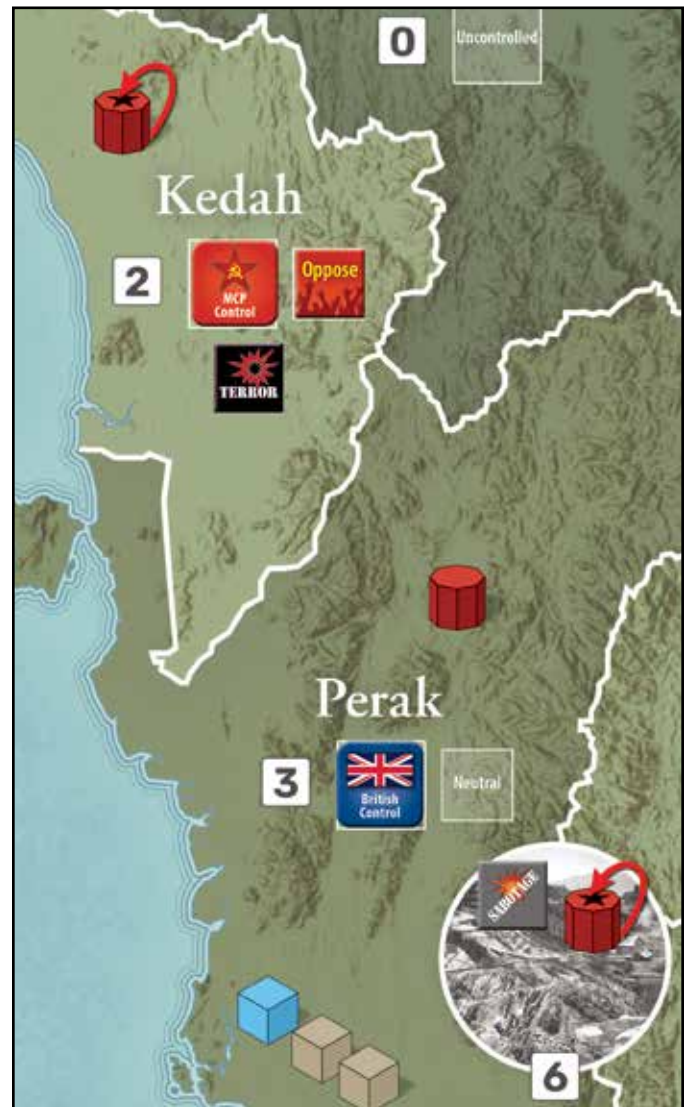 0
Uncontrolled
Kedah
2
MCP
Control
Oppose
TERROR
Perak
3
British
Control
Neutral
SABOTAGE
6